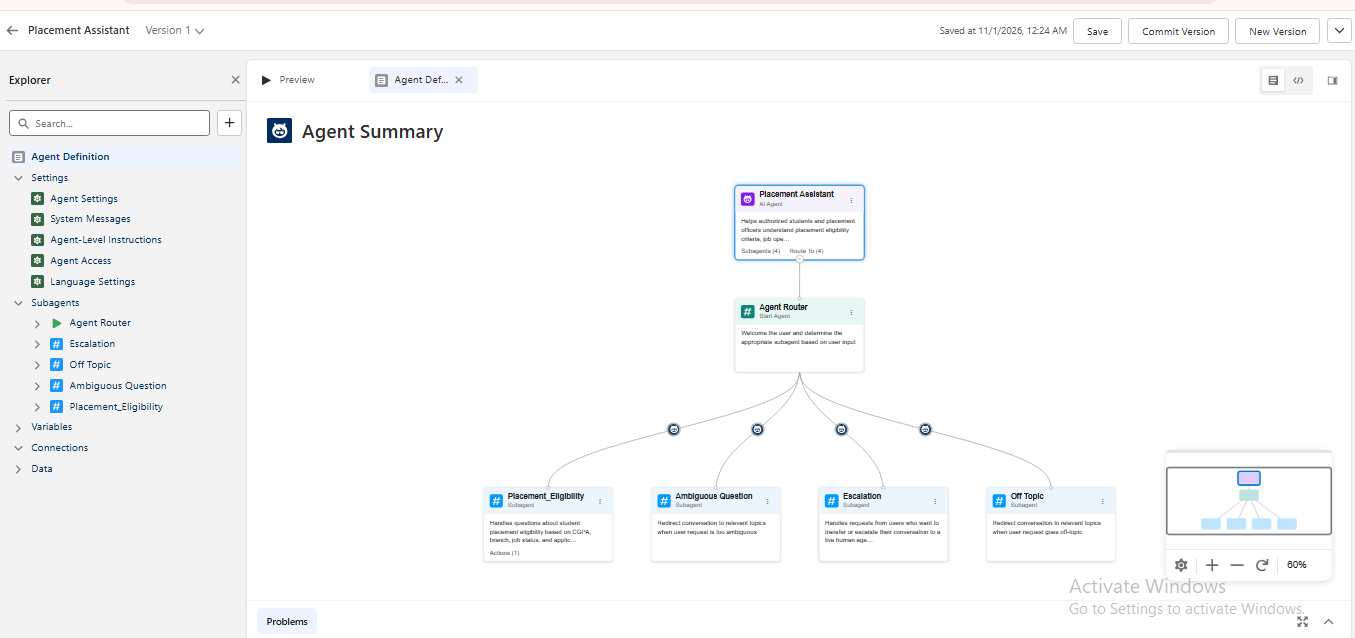 Placement Assistant Version 1
Saved at 11/1/2026, 12:24 AM Save Commit Version New Version
Explorer
Search...
Agent Definition
Settings
Agent Settings
System Messages
Agent-Level Instructions
Agent Access
Language Settings
Subagents
Agent Router
Escalation
Off Topic
Ambiguous Question
Placement_Eligibility
Variables
Connections
Data
Preview
Agent Def...
Agent Summary
Placement Assistant
AI Agent
Helps authorized students and placement
officers understand placement eligibility
criteria, job ope...
Subagents (4) Route To (4)
Agent Router
Start Agent
Welcome the user and determine the
appropriate subagent based on user input
Placement_Eligibility
Subagent
Handles questions about student
placement eligibility based on CGPA,
branch, job status, and applic...
Actions (1)
Ambiguous Question
Subagent
Redirect conversation to relevant topics
when user request is too ambiguous
Escalation
Subagent
Handles requests from users who want to
transfer or escalate their conversation to a
live human age...
Off Topic
Subagent
Redirect conversation to relevant topics
when user request goes off-topic
60%
Activate Windows
Go to Settings to activate Windows.
Problems